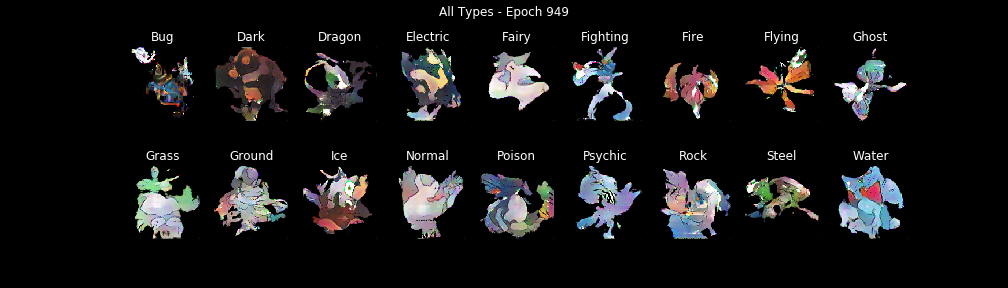 All Types - Epoch 949
Bug Dark Dragon Electric Fairy Fighting Fire Flying Ghost
Grass Ground Ice Normal Poison Psychic Rock Steel Water